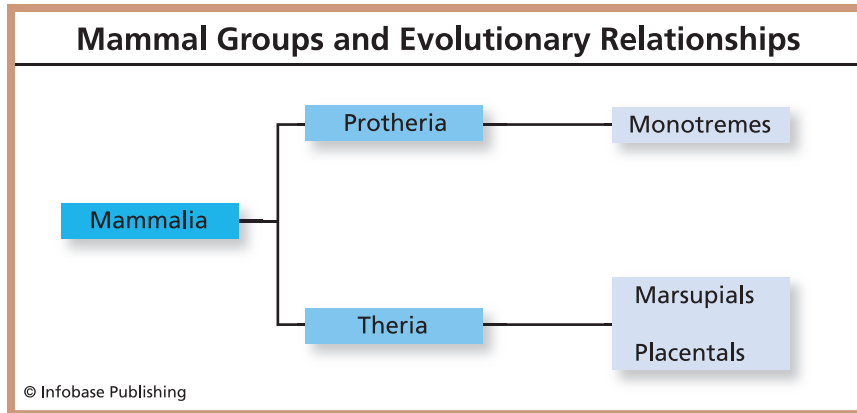 Mammal Groups and Evolutionary Relationships
Protheria
Monotremes
Mammalia
Theria
Marsupials
Placentals
© Infobase Publishing